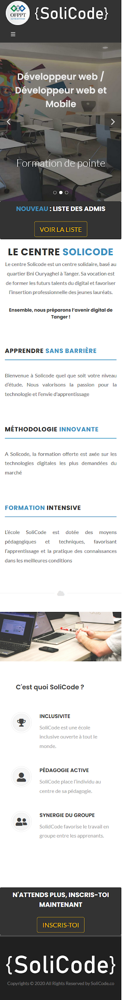 OFPPT
La Voie de l'Avenir
{SoliCode}
Développeur web /
Développeur web et
Mobile
Formation de pointe
NOUVEAU : LISTE DES ADMIS
VOIR LA LISTE
LE CENTRE SOLICODE
Le centre Solicode est un centre solidaire, basé au
quartier Bni Ouryaghel à Tanger. Sa vocation est
de former les futurs talents du digital et favoriser
l’insertion professionnelle des jeunes lauréats.
Ensemble, nous préparons l’avenir digital de
Tanger !
APPRENDRE SANS BARRIÈRE
Bienvenue à Solicode quel que soit votre niveau
d’étude. Nous valorisons la passion pour la
technologie et l’envie d'apprentissage
MÉTHODOLOGIE INNOVANTE
A Solicode, la formation offerte est axée sur les
technologies digitales les plus demandées du
marché
FORMATION INTENSIVE
L’école SoliCode est dotée des moyens
pédagogiques et techniques, favorisant
l’apprentissage et la pratique des connaissances
dans les meilleures conditions
VAIO
C'est quoi SoliCode ?
INCLUSIVITE
SoliCode est une école
inclusive ouverte à tout le
monde.
PÉDAGOGIE ACTIVE
SoliCode place l’individu au
centre de sa pédagogie.
SYNERGIE DU GROUPE
SolidCode favorise le travail en
groupe entre les apprenants.
N'ATTENDS PLUS, INSCRIS-TOI
MAINTENANT
INSCRIS-TOI
{SoliCode}
Copyrights © 2020 All Rights Reserved by SoliCode.co